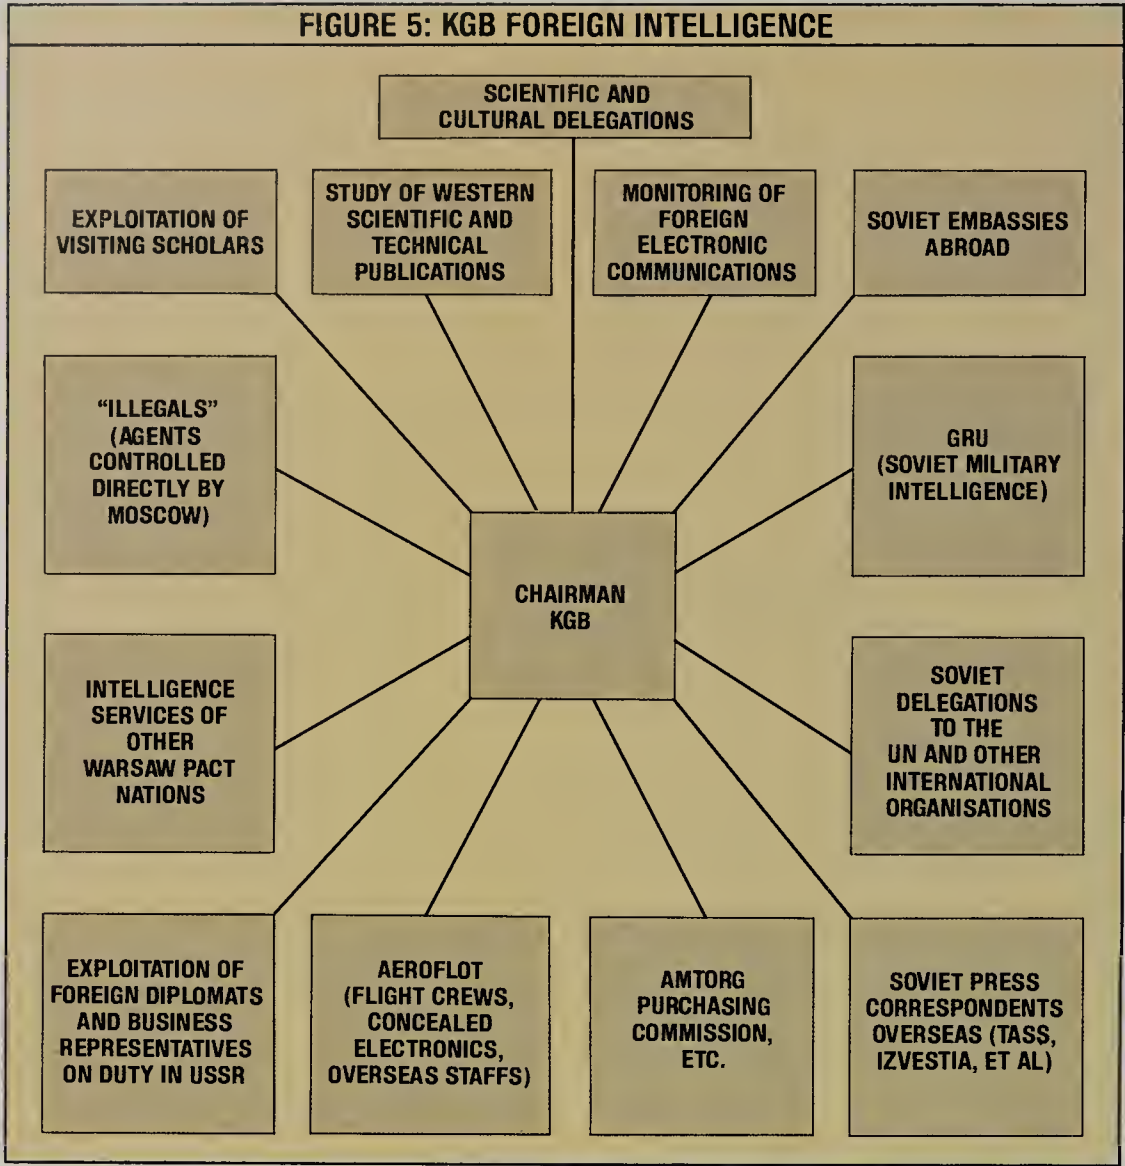 FIGURE 5: KGB FOREIGN INTELLIGENCE
SCIENTIFIC AND
CULTURAL DELEGATIONS
EXPLOITATION OF
VISITING SCHOLARS
STUDY OF WESTERN
SCIENTIFIC AND
TECHNICAL
PUBLICATIONS
MONITORING OF
FOREIGN
ELECTRONIC
COMMUNICATIONS
SOVIET EMBASSIES
ABROAD
“ILLEGALS”
(AGENTS
CONTROLLED
DIRECTLY BY
MOSCOW)
GRU
(SOVIET MILITARY
INTELLIGENCE)
CHAIRMAN
KGB
INTELLIGENCE
SERVICES OF
OTHER
WARSAW PACT
NATIONS
SOVIET
DELEGATIONS
TO THE
UN AND OTHER
INTERNATIONAL
ORGANISATIONS
EXPLOITATION OF
FOREIGN DIPLOMATS
AND BUSINESS
REPRESENTATIVES
ON DUTY IN USSR
AEROFLOT
(FLIGHT CREWS,
CONCEALED
ELECTRONICS,
OVERSEAS STAFFS)
AMTORG
PURCHASING
COMMISSION,
ETC.
SOVIET PRESS
CORRESPONDENTS
OVERSEAS (TASS,
IZVESTIA, ET AL)